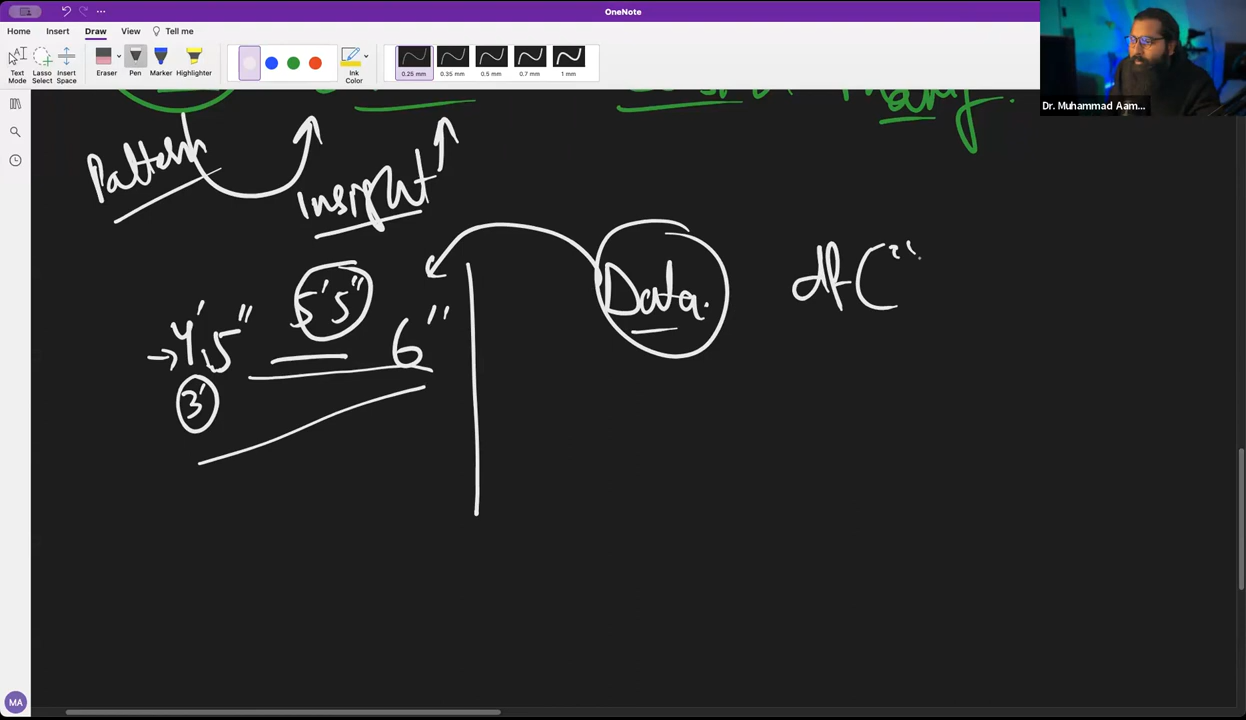 OneNote
Home Insert Draw View Tell me
Text Mode Lasso Select Insert Space Eraser Pen Marker Highlighter Ink Color 0.25 mm 0.35 mm 0.5 mm 0.7 mm 1 mm
Dr. Muhammad Aam...
Pattern
Insight
4'.5" 5'5" 6"
3'
Data.
df(""
MA